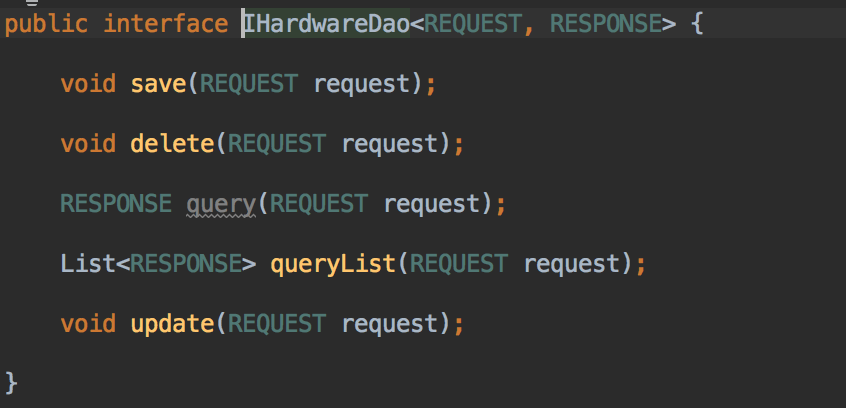 public interface IHardwareDao<REQUEST, RESPONSE> {
void save(REQUEST request);
void delete(REQUEST request);
RESPONSE query(REQUEST request);
List<RESPONSE> queryList(REQUEST request);
void update(REQUEST request);
}